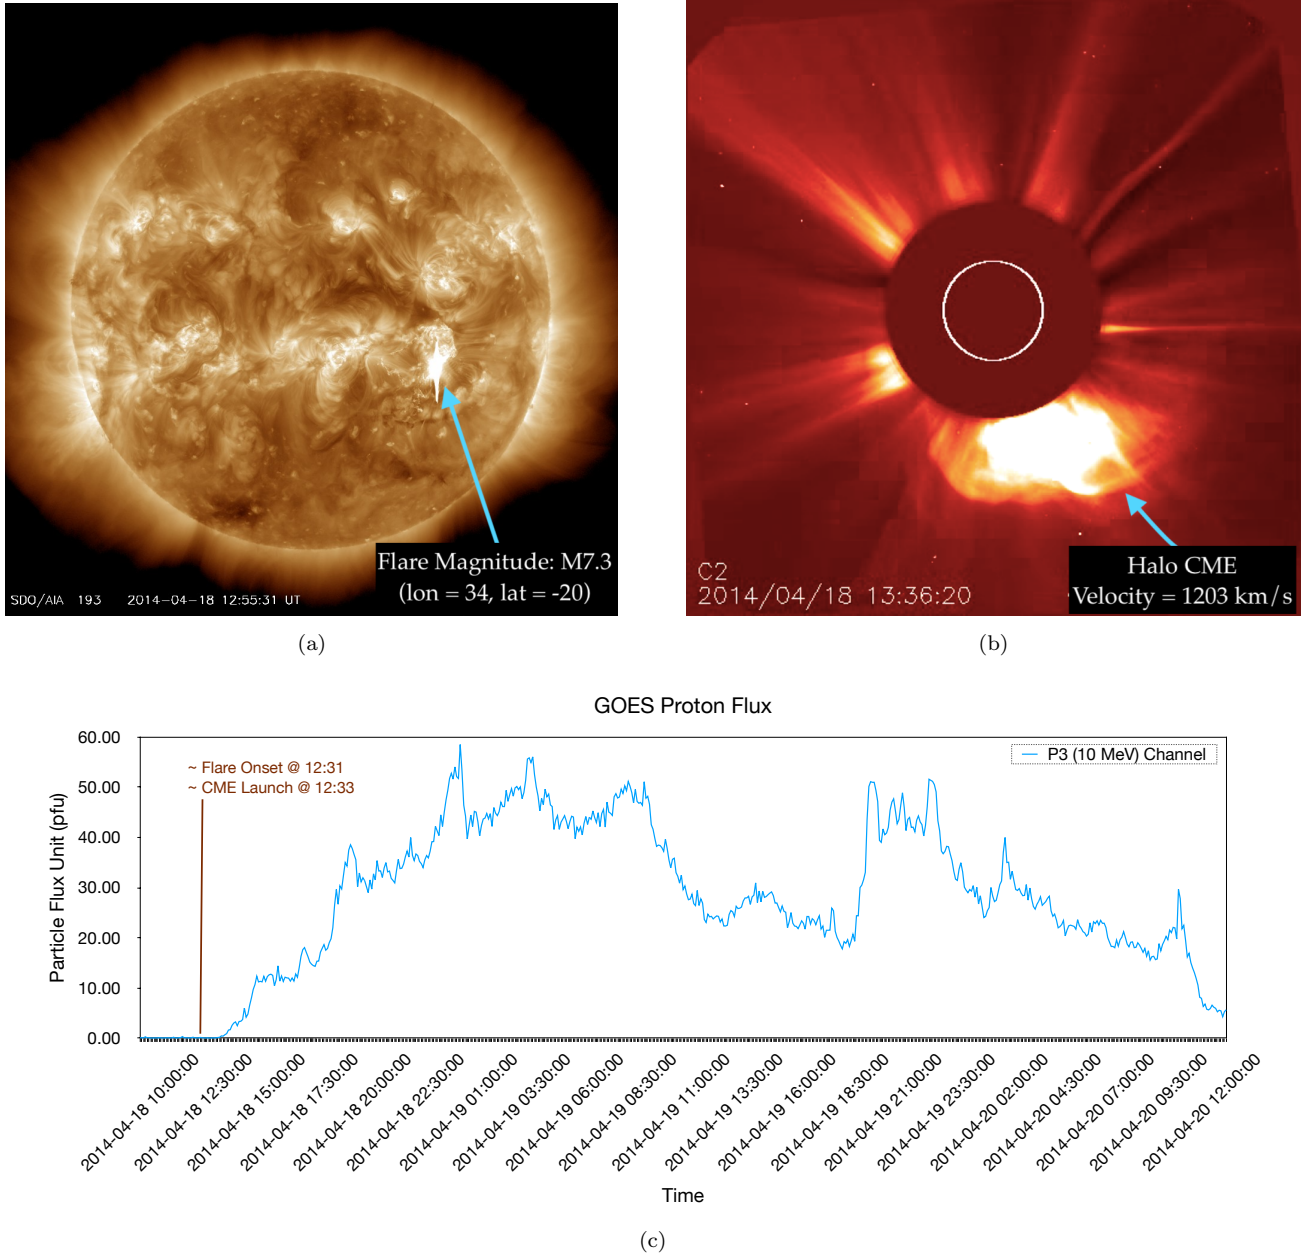 Flare Magnitude: M7.3
(lon = 34, lat = -20)
SDO/AIA 193 2014-04-18 12:55:31 UT
(a)
C2
2014/04/18 13:36:20
Halo CME
Velocity = 1203 km/s
(b)
GOES Proton Flux
P3 (10 MeV) Channel
~ Flare Onset @ 12:31
~ CME Launch @ 12:33
Particle Flux Unit (pfu)
60.00
50.00
40.00
30.00
20.00
10.00
0.00
2014-04-18 10:00:00
2014-04-18 12:30:00
2014-04-18 15:00:00
2014-04-18 17:30:00
2014-04-18 20:00:00
2014-04-18 22:30:00
2014-04-19 01:00:00
2014-04-19 03:30:00
2014-04-19 06:00:00
2014-04-19 08:30:00
2014-04-19 11:00:00
2014-04-19 13:30:00
2014-04-19 16:00:00
2014-04-19 18:30:00
2014-04-19 21:00:00
2014-04-19 23:30:00
2014-04-20 02:00:00
2014-04-20 04:30:00
2014-04-20 07:00:00
2014-04-20 09:30:00
2014-04-20 12:00:00
Time
(c)